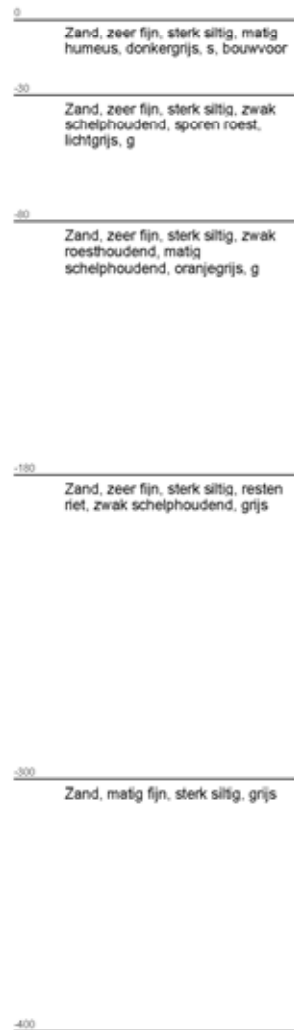 0
Zand, zeer fijn, sterk siltig, matig
humeus, donkergrijs, s, bouwvoor
-30
Zand, zeer fijn, sterk siltig, zwak
schelphoudend, sporen roest,
lichtgrijs, g
-80
Zand, zeer fijn, sterk siltig, zwak
roesthoudend, matig
schelphoudend, oranjegrijs, g
-180
Zand, zeer fijn, sterk siltig, resten
riet, zwak schelphoudend, grijs
-300
Zand, matig fijn, sterk siltig, grijs
-400